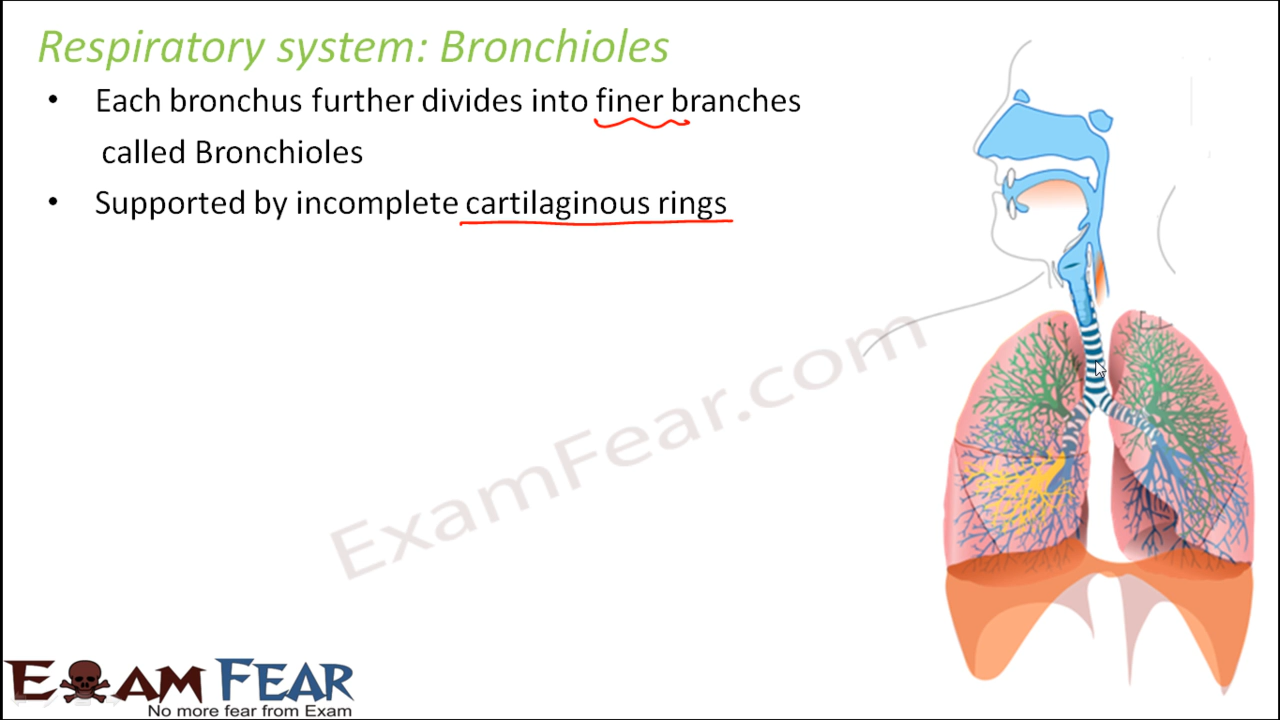 Respiratory system: Bronchioles
• Each bronchus further divides into finer branches
called Bronchioles
• Supported by incomplete cartilaginous rings
ExamFear.com
EXAM FEAR
No more fear from Exam